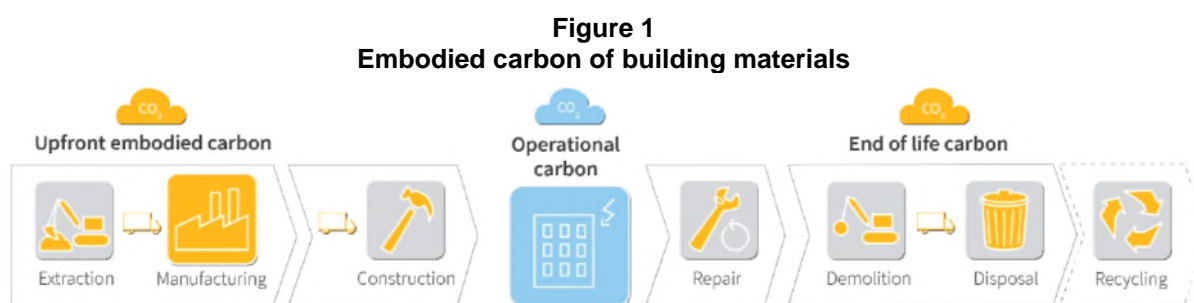 Figure 1
Embodied carbon of building materials
CO2
CO2
CO2
Upfront embodied carbon
Operational
carbon
End of life carbon
Extraction
Manufacturing
Construction
Repair
Demolition
Disposal
Recycling